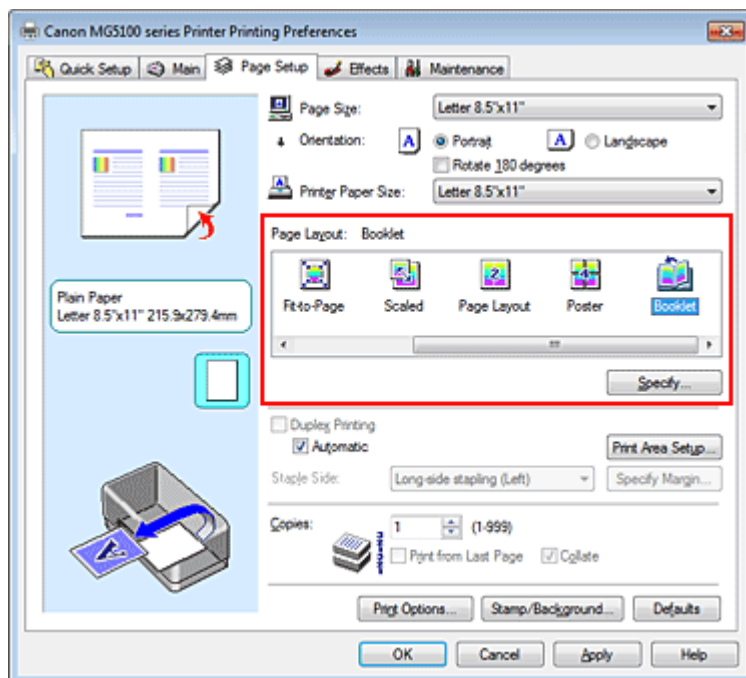 Canon MG5100 series Printer Printing Preferences
Quick Setup Main Page Setup Effects Maintenance
Page Size: Letter 8.5"x11"
Orientation: A Portrait A Landscape
Rotate 180 degrees
Printer Paper Size: Letter 8.5"x11"
Page Layout: Booklet
Fit-to-Page Scaled Page Layout Poster Booklet
Plain Paper
Letter 8.5"x11" 215.9x279.4mm
Specify...
Duplex Printing
Automatic
Print Area Setup...
Staple Side: Long-side stapling (Left) Specify Margin...
Copies: 1 (1-999)
Print from Last Page Collate
Print Options... Stamp/Background... Defaults
OK Cancel Apply Help